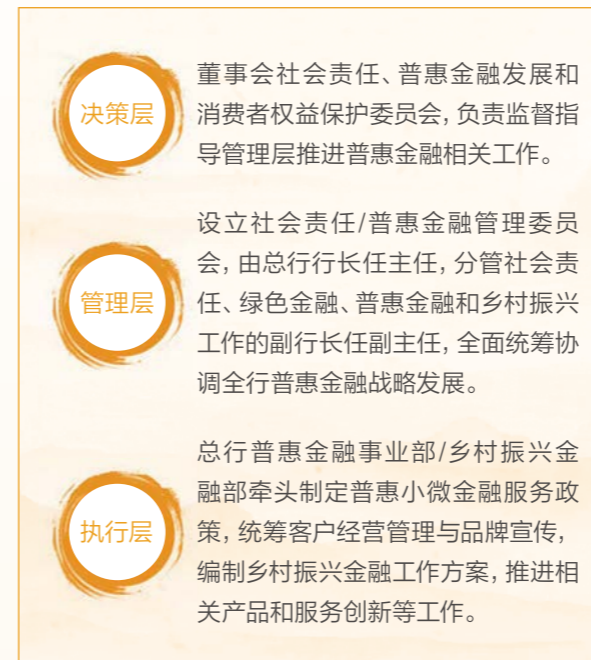 决策层
董事会社会责任、普惠金融发展和
消费者权益保护委员会,负责监督指
导管理层推进普惠金融相关工作。
管理层
设立社会责任/普惠金融管理委员
会,由总行行长任主任,分管社会责
任、绿色金融、普惠金融和乡村振兴
工作的副行长任副主任,全面统筹协
调全行普惠金融战略发展。
执行层
总行普惠金融事业部/乡村振兴金
融部牵头制定普惠小微金融服务政
策,统筹客户经营管理与品牌宣传,
编制乡村振兴金融工作方案,推进相
关产品和服务创新等工作。